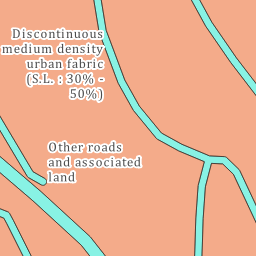 Discontinuous
medium density
urban fabric
(S.L. : 30% -
50%)
Other roads
and associated
land